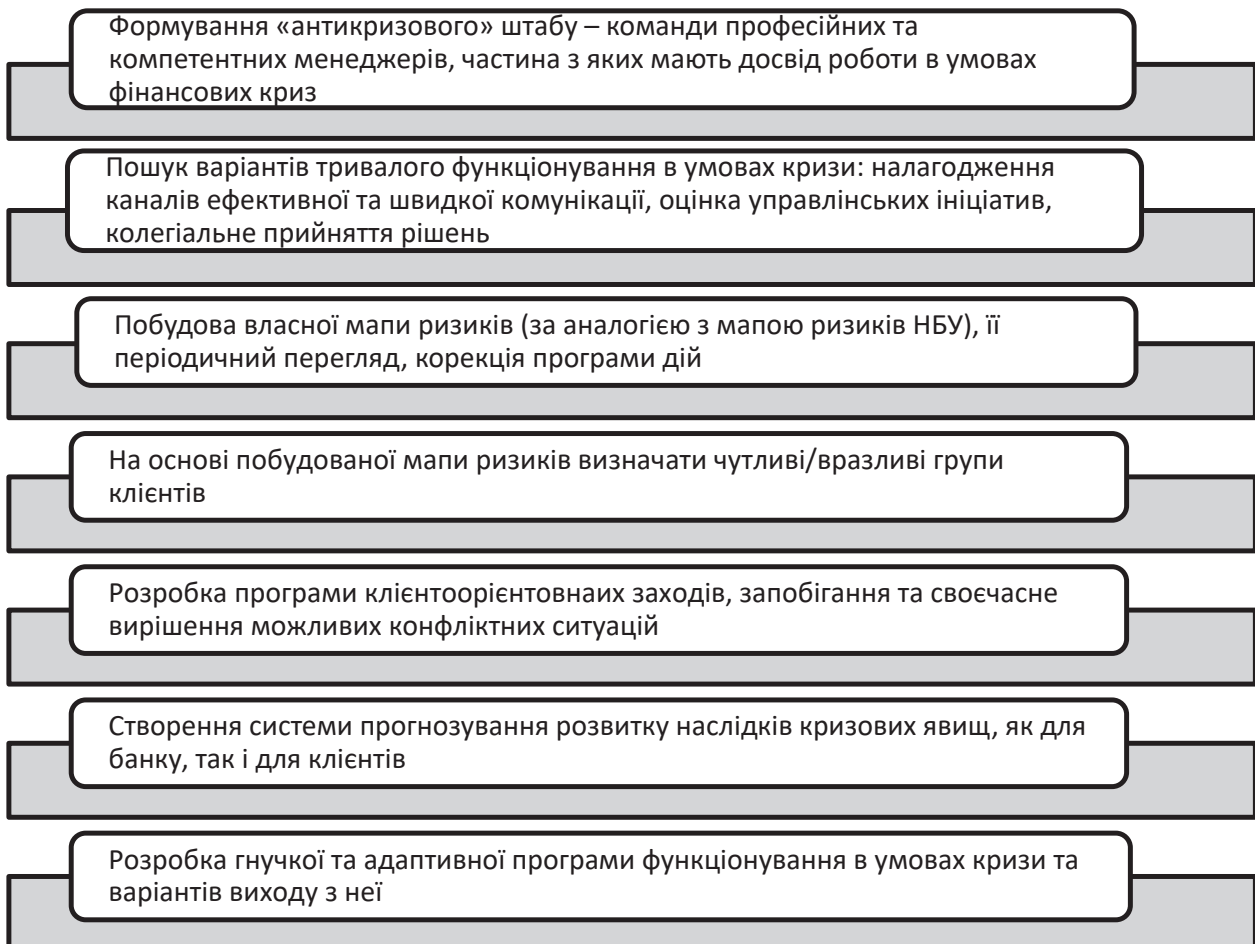 Формування «антикризового» штабу – команди професійних та
компетентних менеджерів, частина з яких мають досвід роботи в умовах
фінансових криз
Пошук варіантів тривалого функціонування в умовах кризи: налагодження
каналів ефективної та швидкої комунікації, оцінка управлінських ініціатив,
колегіальне прийняття рішень
Побудова власної мапи ризиків (за аналогією з мапою ризиків НБУ), її
періодичний перегляд, корекція програми дій
На основі побудованої мапи ризиків визначати чутливі/вразливі групи
клієнтів
Розробка програми клієнтоорієнтовнаих заходів, запобігання та своєчасне
вирішення можливих конфліктних ситуацій
Створення системи прогнозування розвитку наслідків кризових явищ, як для
банку, так і для клієнтів
Розробка гнучкої та адаптивної програми функціонування в умовах кризи та
варіантів виходу з неї